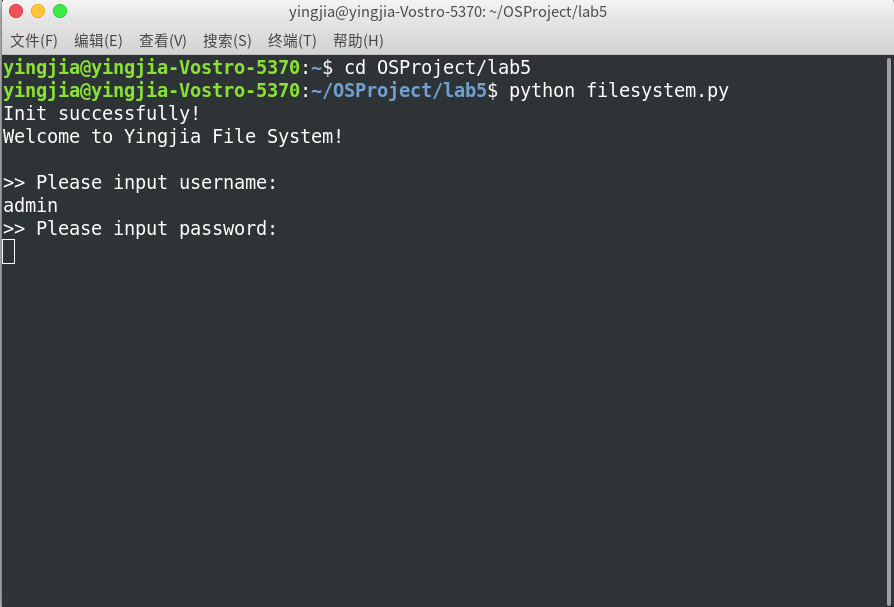 yingjia@yingjia-Vostro-5370: ~/OSProject/lab5
文件(F) 编辑(E) 查看(V) 搜索(S) 终端(T) 帮助(H)
yingjia@yingjia-Vostro-5370:~$ cd OSProject/lab5
yingjia@yingjia-Vostro-5370:~/OSProject/lab5$ python filesystem.py
Init successfully!
Welcome to Yingjia File System!
>> Please input username:
admin
>> Please input password: